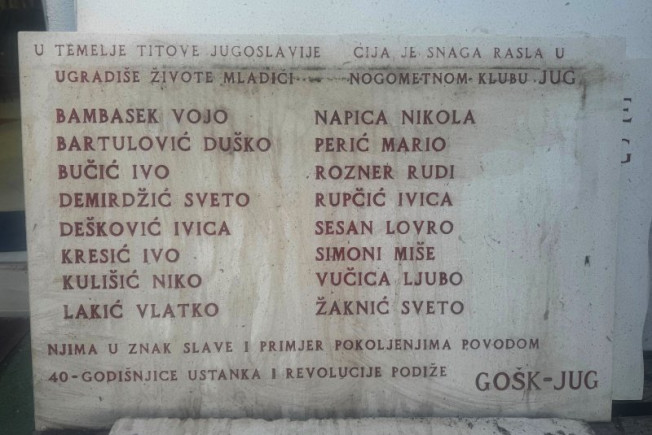 U TEMELJE TITOVE JUGOSLAVIJE ČIJA JE SNAGA RASLA U
UGRADIŠE ŽIVOTE MLADIĆI NOGOMETNOM KLUBU JUG
BAMBASEK VOJO
BARTULOVIĆ DUŠKO
BUČIĆ IVO
DEMIRDŽIĆ SVETO
DEŠKOVIĆ IVICA
KRESIĆ IVO
KULIŠIĆ NIKO
LAKIĆ VLATKO
NAPICA NIKOLA
PERIĆ MARIO
ROZNER RUDI
RUPČIĆ IVICA
SESAN LOVRO
SIMONI MIŠE
VUČICA LJUBO
ŽAKNIĆ SVETO
NJIMA U ZNAK SLAVE I PRIMJER POKOLJENJIMA POVODOM
40-GODIŠNJICE USTANKA I REVOLUCIJE PODIŽE GOŠK-JUG